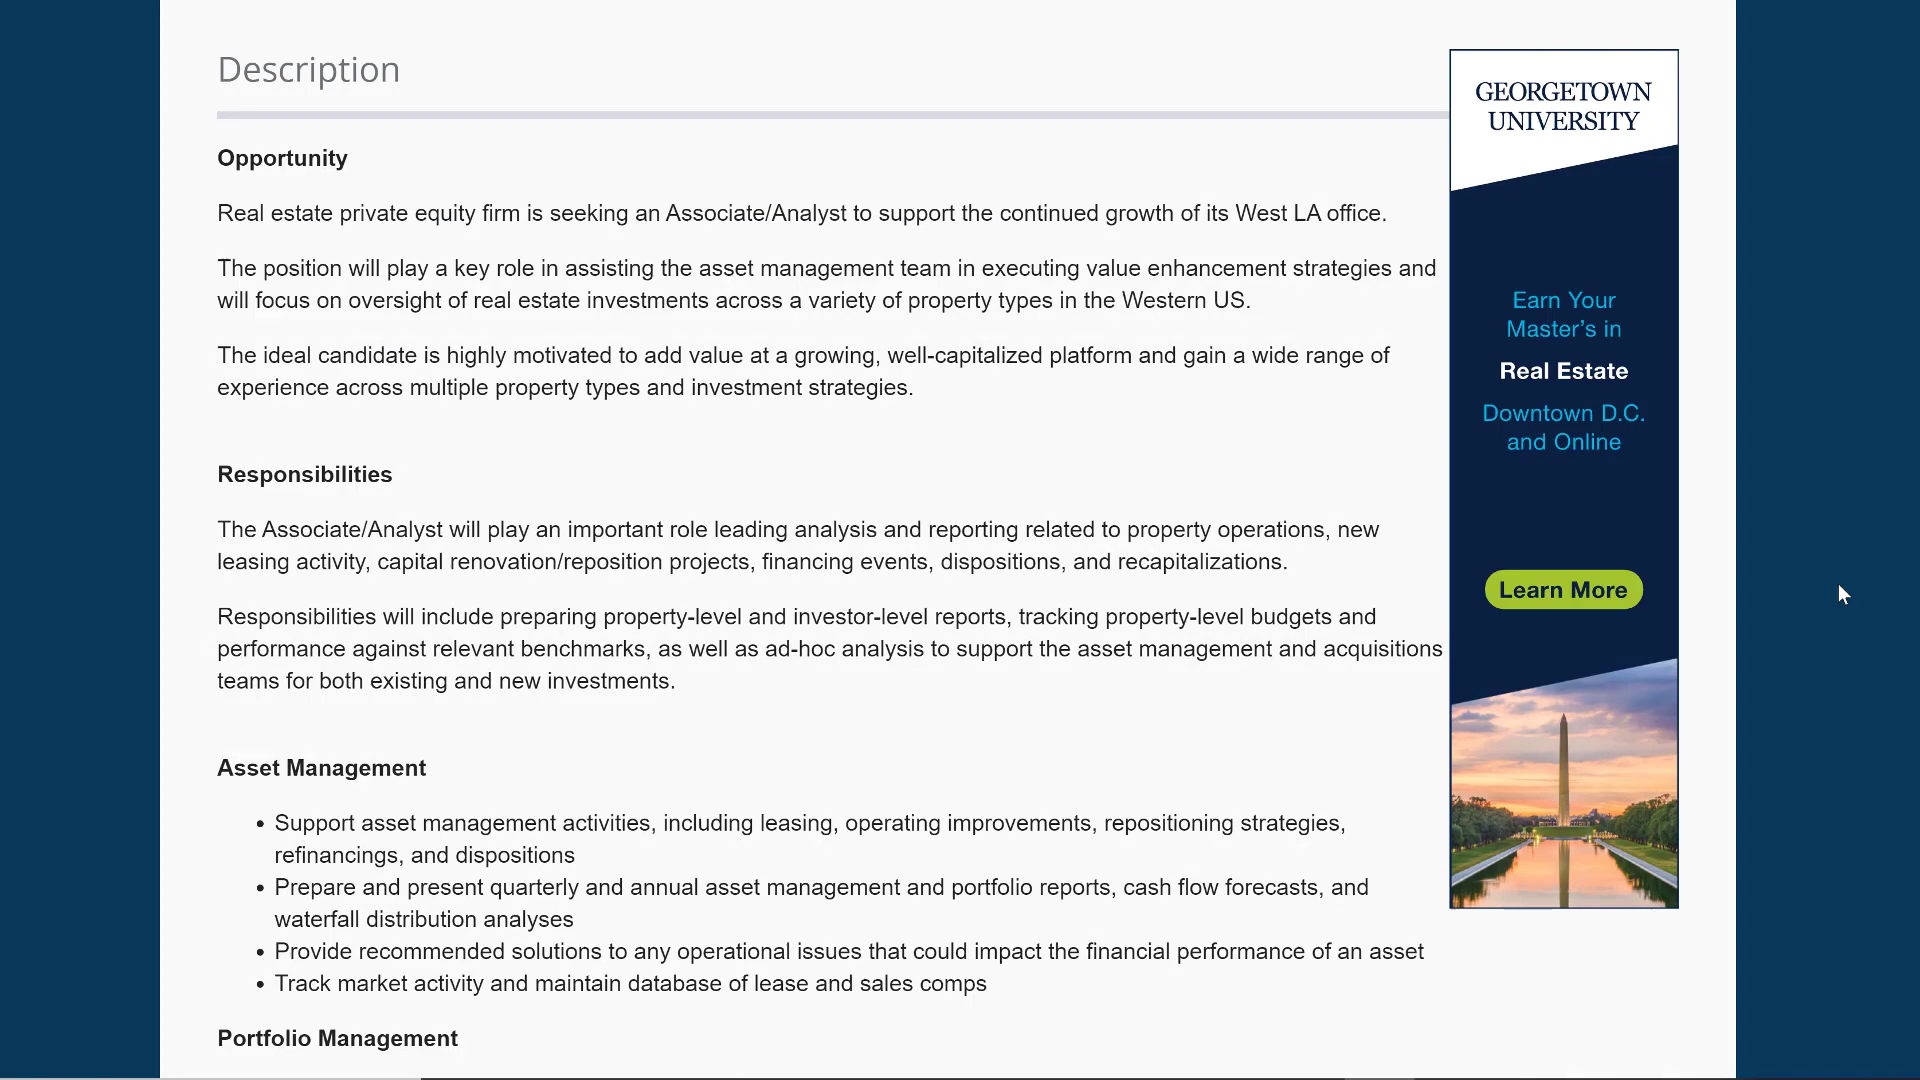 Description
Opportunity
Real estate private equity firm is seeking an Associate/Analyst to support the continued growth of its West LA office.
The position will play a key role in assisting the asset management team in executing value enhancement strategies and
will focus on oversight of real estate investments across a variety of property types in the Western US.
The ideal candidate is highly motivated to add value at a growing, well-capitalized platform and gain a wide range of
experience across multiple property types and investment strategies.
Responsibilities
The Associate/Analyst will play an important role leading analysis and reporting related to property operations, new
leasing activity, capital renovation/reposition projects, financing events, dispositions, and recapitalizations.
Responsibilities will include preparing property-level and investor-level reports, tracking property-level budgets and
performance against relevant benchmarks, as well as ad-hoc analysis to support the asset management and acquisitions
teams for both existing and new investments.
Asset Management
• Support asset management activities, including leasing, operating improvements, repositioning strategies,
refinancings, and dispositions
• Prepare and present quarterly and annual asset management and portfolio reports, cash flow forecasts, and
waterfall distribution analyses
• Provide recommended solutions to any operational issues that could impact the financial performance of an asset
• Track market activity and maintain database of lease and sales comps
Portfolio Management
GEORGETOWN
UNIVERSITY
Earn Your
Master's in
Real Estate
Downtown D.C.
and Online
Learn More